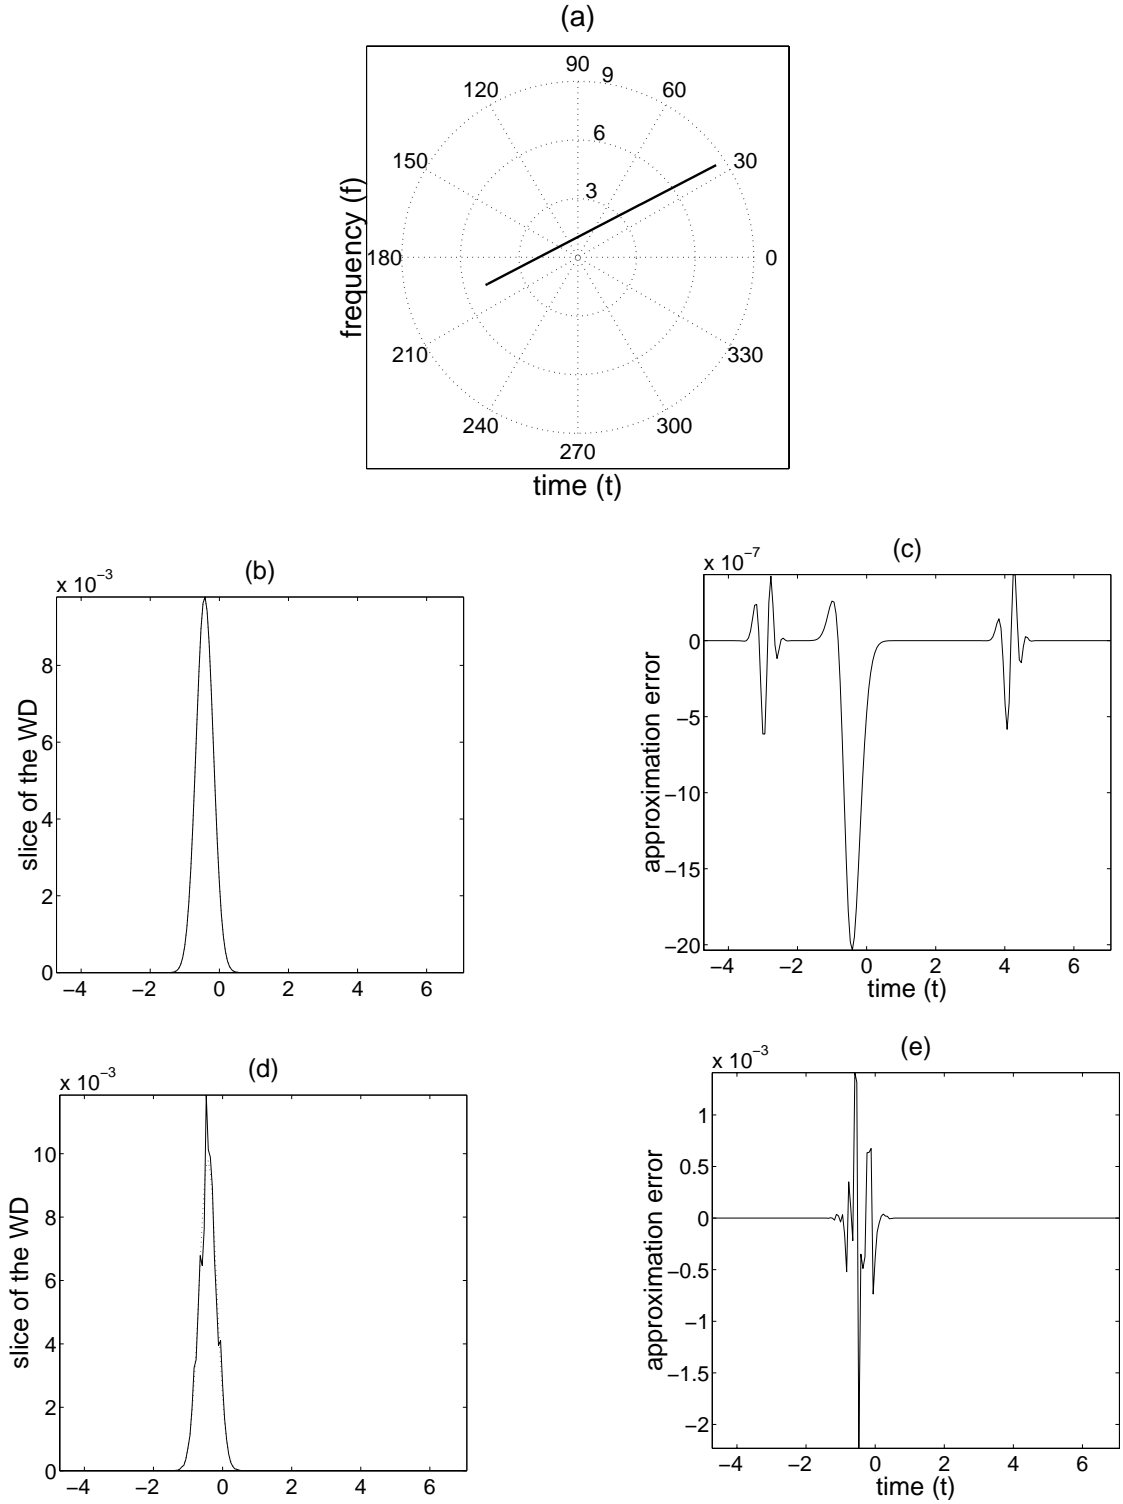 (a)
90
9
120
60
6
150
30
3
180
0
210
330
240
300
270
frequency (f)
time (t)
(b)
x 10⁻³
8
6
4
2
0
−4 −2 0 2 4 6
slice of the WD
(c)
x 10⁻⁷
0
−5
−10
−15
−20
−4 −2 0 2 4 6
approximation error
time (t)
(d)
x 10⁻³
10
8
6
4
2
0
−4 −2 0 2 4 6
slice of the WD
(e)
x 10⁻³
1
0.5
0
−0.5
−1
−1.5
−2
−4 −2 0 2 4 6
approximation error
time (t)